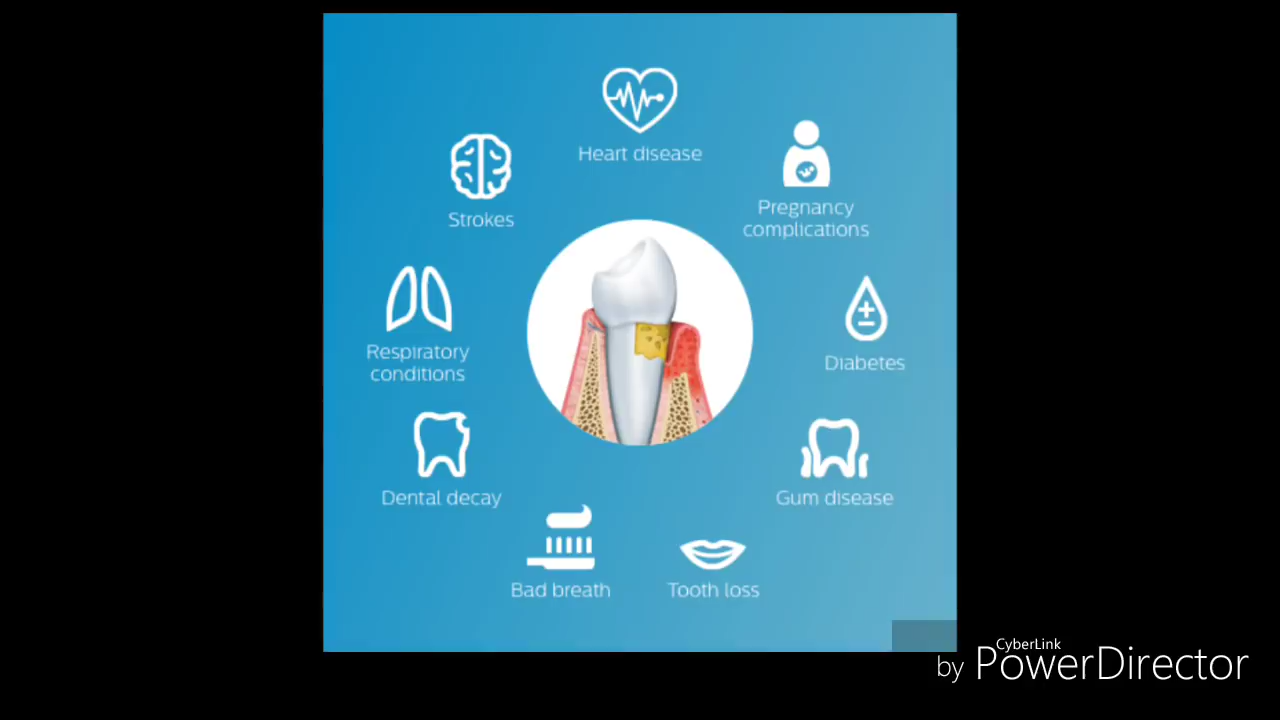 Heart disease
Strokes
Pregnancy
complications
Respiratory
conditions
Diabetes
Dental decay
Gum disease
Bad breath
Tooth loss
CyberLink
by PowerDirector